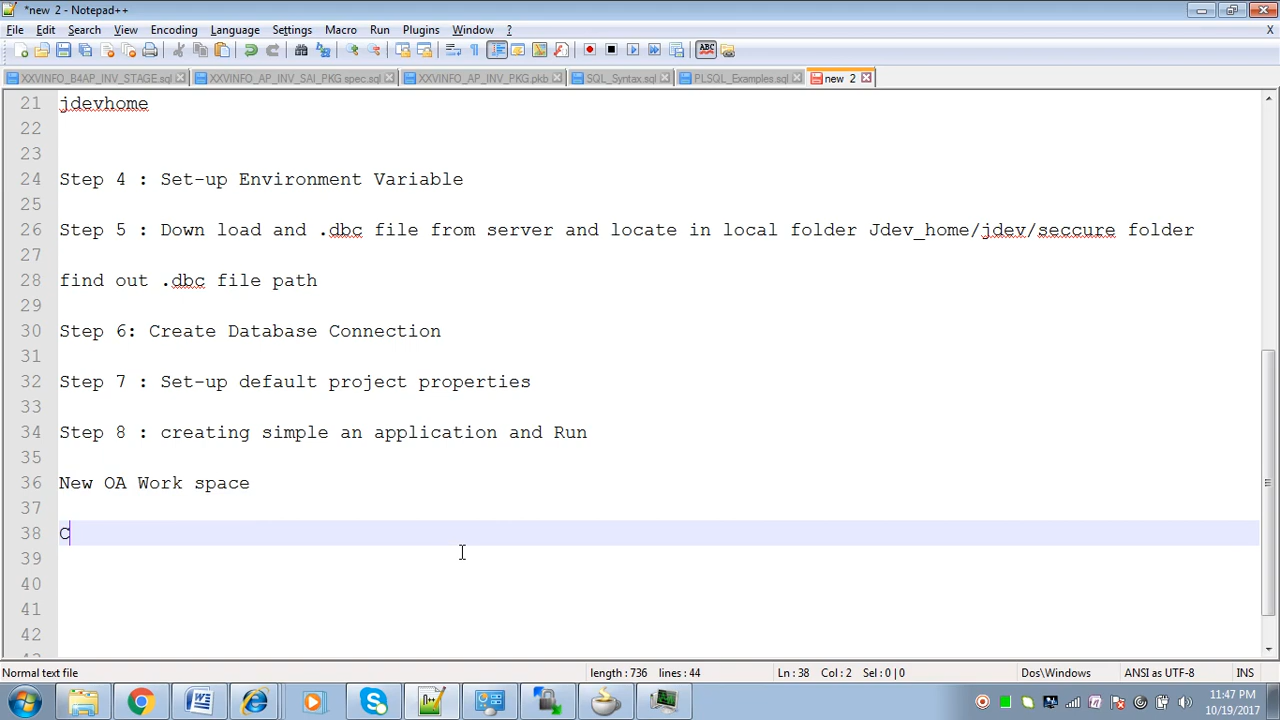 *new 2 - Notepad++
File Edit Search View Encoding Language Settings Macro Run Plugins Window ? X
XXVINFO_B4AP_INV_STAGE.sql XXVINFO_AP_INV_SAI_PKG spec.sql XXVINFO_AP_INV_PKG.pkb SQL_Syntax.sql PLSQL_Examples.sql new 2
21 jdevhome
22
23
24 Step 4 : Set-up Environment Variable
25
26 Step 5 : Down load and .dbc file from server and locate in local folder Jdev_home/jdev/seccure folder
27
28 find out .dbc file path
29
30 Step 6: Create Database Connection
31
32 Step 7 : Set-up default project properties
33
34 Step 8 : creating simple an application and Run
35
36 New OA Work space
37
38 C
39
40
41
42
Normal text file length : 736 lines : 44 Ln : 38 Col : 2 Sel : 0 | 0 Dos\Windows ANSI as UTF-8 INS
11:47 PM
10/19/2017